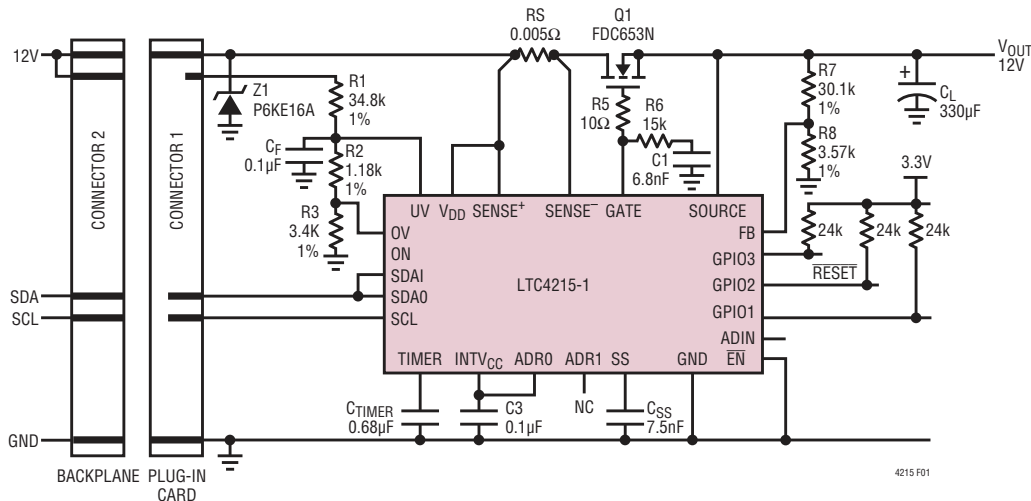 RS
0.005Ω
Q1
FDC653N
12V
VOUT
12V
CONNECTOR 2
CONNECTOR 1
Z1
P6KE16A
R1
34.8k
1%
CF
0.1µF
R2
1.18k
1%
R3
3.4K
1%
R5
10Ω
R6
15k
C1
6.8nF
R7
30.1k
1%
R8
3.57k
1%
+
CL
330µF
3.3V
24k
24k
24k
UV
VDD
SENSE+
SENSE–
GATE
SOURCE
OV
ON
SDAI
SDA0
SCL
LTC4215-1
FB
GPIO3
RESET
GPIO2
GPIO1
ADIN
EN
SDA
SCL
TIMER
INTVCC
ADR0
ADR1
SS
GND
CTIMER
0.68µF
C3
0.1µF
NC
CSS
7.5nF
GND
BACKPLANE
PLUG-IN
CARD
4215 F01